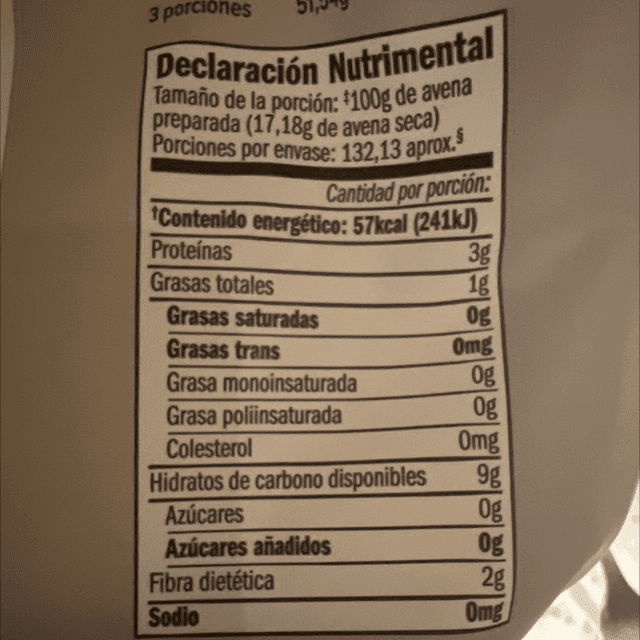 3 porciones 51,54g
Declaración Nutrimental
Tamaño de la porción: ‡100g de avena
preparada (17,18g de avena seca)
Porciones por envase: 132,13 aprox.§
Cantidad por porción:
†Contenido energético: 57kcal (241kJ)
Proteínas 3g
Grasas totales 1g
Grasas saturadas 0g
Grasas trans 0mg
Grasa monoinsaturada 0g
Grasa poliinsaturada 0g
Colesterol 0mg
Hidratos de carbono disponibles 9g
Azúcares 0g
Azúcares añadidos 0g
Fibra dietética 2g
Sodio 0mg